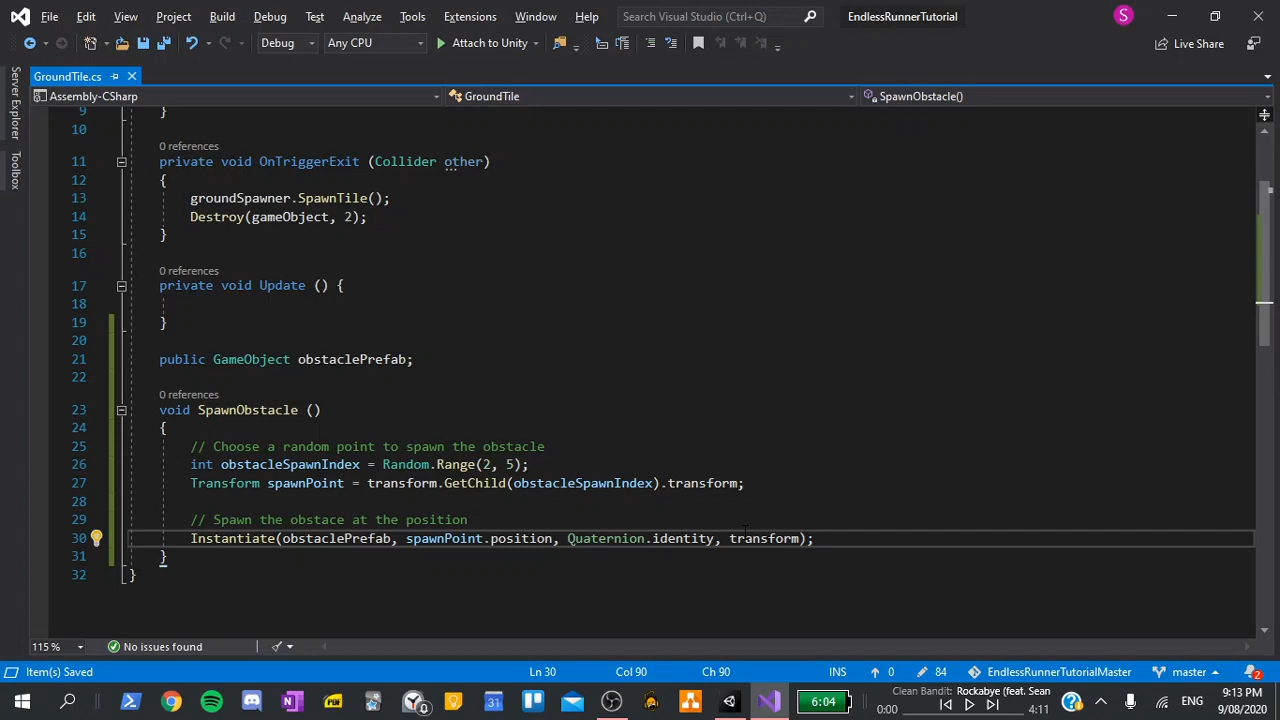 File Edit View Project Build Debug Test Analyze Tools Extensions Window Help Search Visual Studio (Ctrl+Q) EndlessRunnerTutorial S
Debug Any CPU Attach to Unity Live Share
GroundTile.cs
Assembly-CSharp GroundTile SpawnObstacle()
Server Explorer
Toolbox
9 }
10
0 references
11 private void OnTriggerExit (Collider other)
12 {
13 groundSpawner.SpawnTile();
14 Destroy(gameObject, 2);
15 }
16
0 references
17 private void Update () {
18
19 }
20
21 public GameObject obstaclePrefab;
22
0 references
23 void SpawnObstacle ()
24 {
25 // Choose a random point to spawn the obstacle
26 int obstacleSpawnIndex = Random.Range(2, 5);
27 Transform spawnPoint = transform.GetChild(obstacleSpawnIndex).transform;
28
29 // Spawn the obstace at the position
30 Instantiate(obstaclePrefab, spawnPoint.position, Quaternion.identity, transform);
31 }
32 }
115 % No issues found
Item(s) Saved Ln 30 Col 90 Ch 90 INS 0 84 EndlessRunnerTutorialMaster master 2
6:04 Clean Bandit: Rockabye (feat. Sean 0:00 4:11 ENG 9:13 PM 9/08/2020